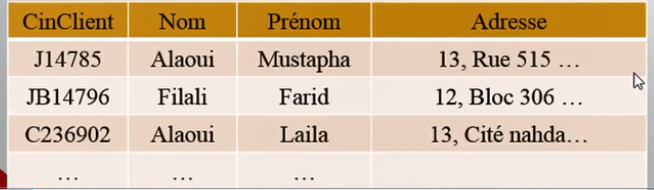 CinClient Nom Prénom Adresse
J14785 Alaoui Mustapha 13, Rue 515 …
JB14796 Filali Farid 12, Bloc 306 …
C236902 Alaoui Laila 13, Cité nahda…
… … …